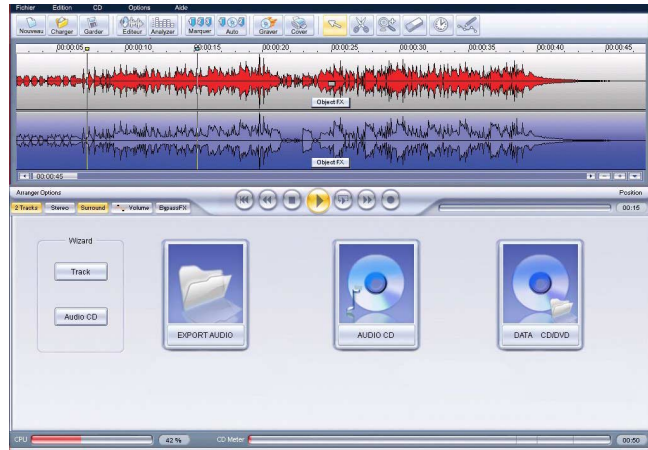 Fichier Edition CD Options Aide
Nouveau Charger Garder Editeur Analyzer Marquer Auto Graver Cover
00:00:05 00:00:10 00:00:15 00:00:20 00:00:25 00:00:30 00:00:35 00:00:40 00:00:45
Object FX
Object FX
00:00:45
Arranger Options Position
2 Tracks Stereo Surround Volume BypassFX 00:15
Wizard
Track
Audio CD
EXPORT AUDIO AUDIO CD DATA CD/DVD
CPU 42 % CD Meter 00:50